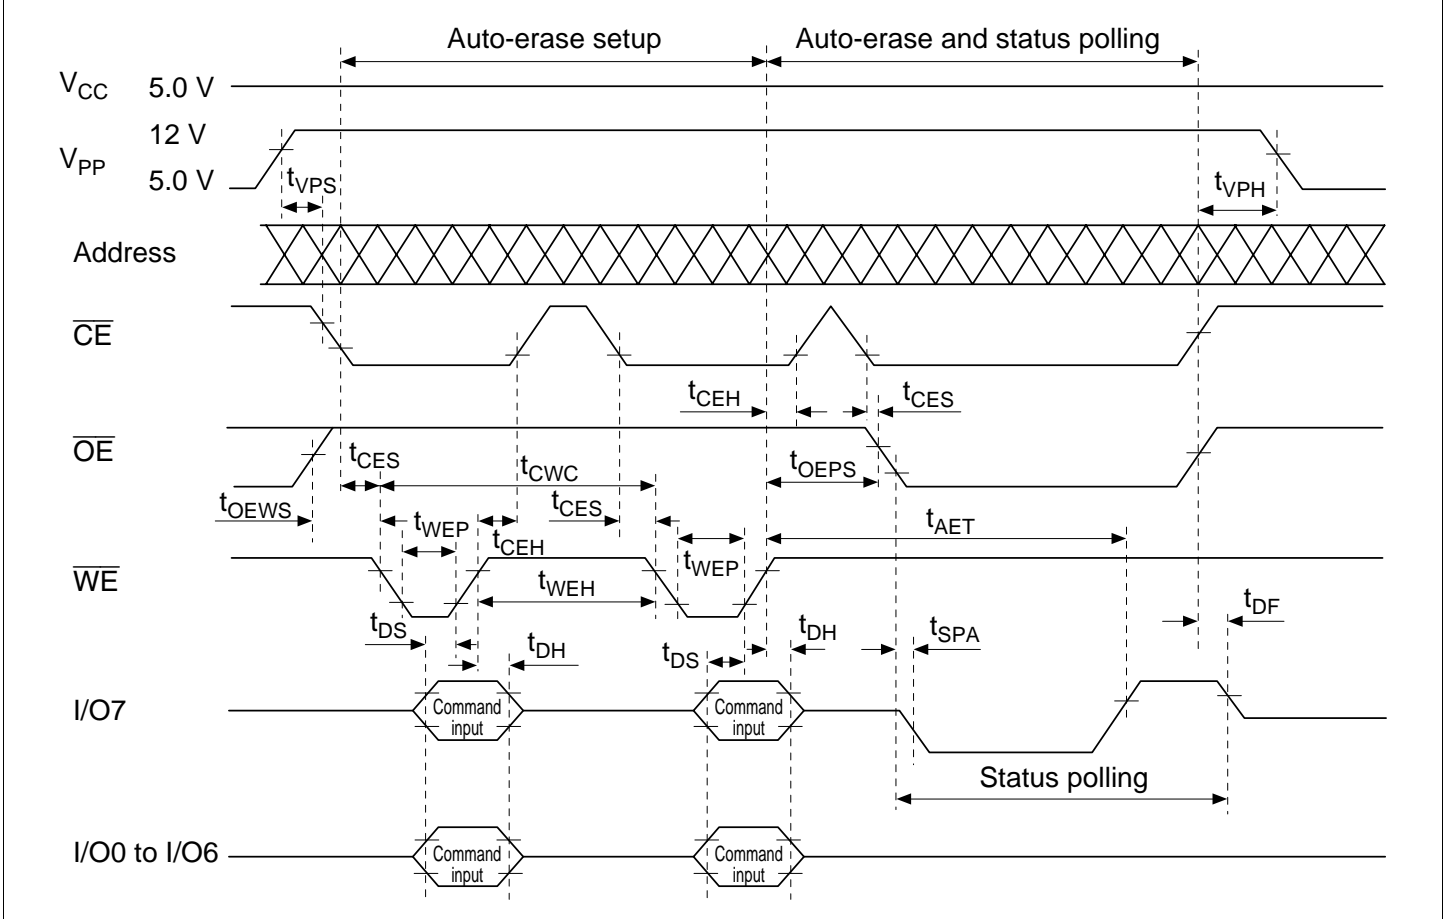 Auto-erase setup Auto-erase and status polling
VCC 5.0 V
12 V
VPP
5.0 V
tVPS tVPH
Address
CE
tCEH tCES
OE
tCES tCWC tOEPS
tOEWS tWEP tCES tAET
tCEH tWEP
WE
tWEH
tDS tDH tDS tDH tSPA tDF
I/O7 Command input Command input
Status polling
I/O0 to I/O6 Command input Command input